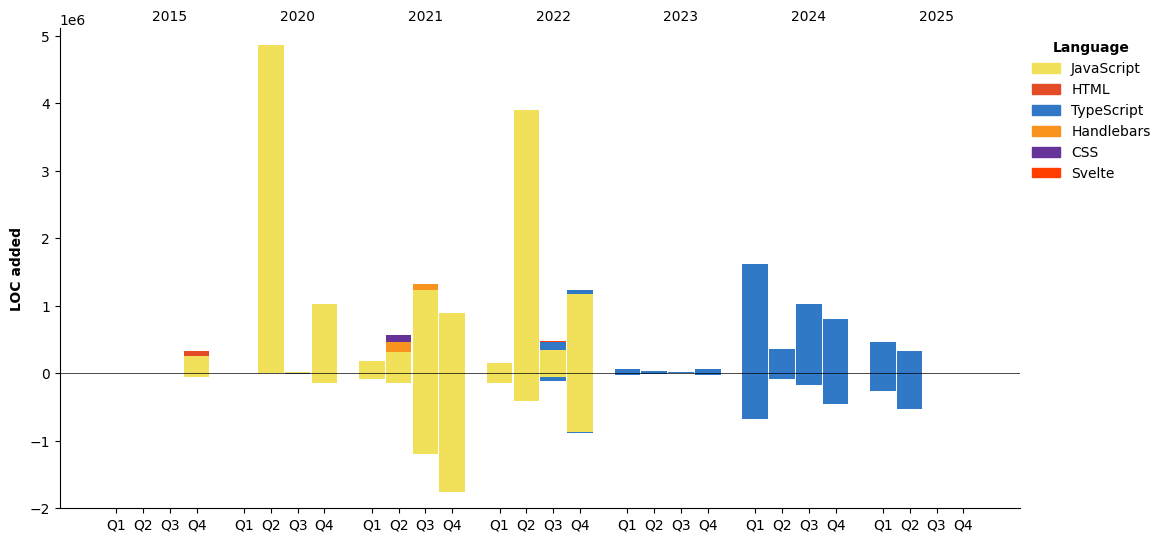 2015 2020 2021 2022 2023 2024 2025
1e6
5
4
3
2
1
0
−1
−2
LOC added
Q1 Q2 Q3 Q4 Q1 Q2 Q3 Q4 Q1 Q2 Q3 Q4 Q1 Q2 Q3 Q4 Q1 Q2 Q3 Q4 Q1 Q2 Q3 Q4 Q1 Q2 Q3 Q4
Language
JavaScript
HTML
TypeScript
Handlebars
CSS
Svelte